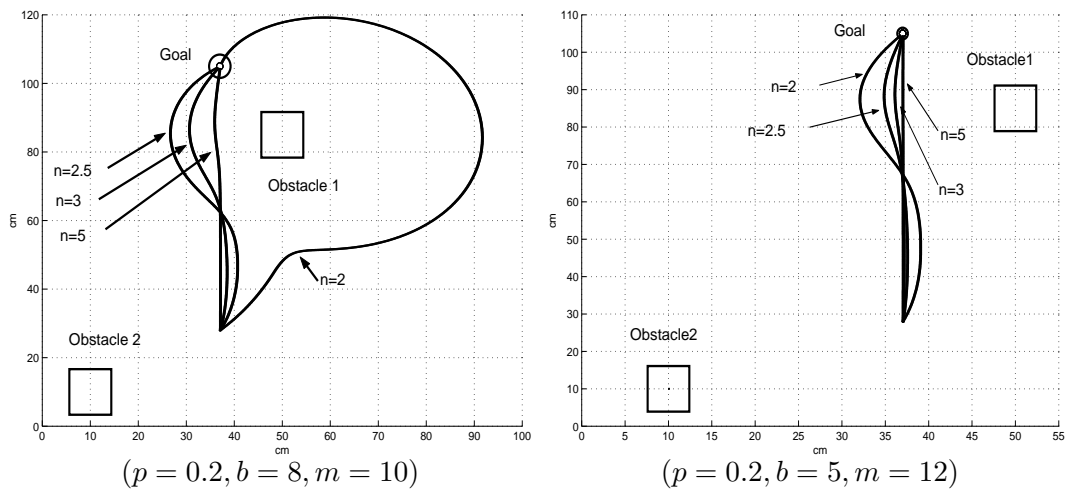 120
100
80
60
40
20
0
cm
Goal
n=2.5
n=3
n=5
Obstacle 1
n=2
Obstacle 2
0 10 20 30 40 50 60 70 80 90 100
cm
(p = 0.2, b = 8, m = 10)
110
100
90
80
70
60
50
40
30
20
10
0
cm
Goal
Obstacle1
n=2
n=2.5
n=5
n=3
Obstacle2
0 5 10 15 20 25 30 35 40 45 50 55
cm
(p = 0.2, b = 5, m = 12)